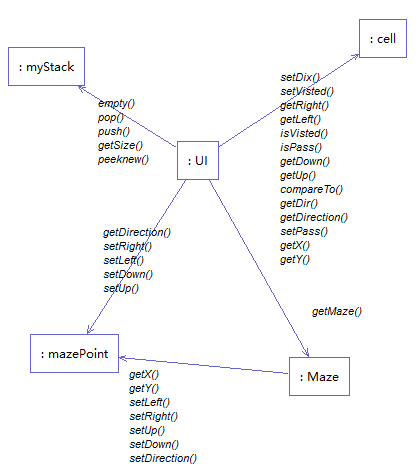 : cell
: myStack
setDix()
setVisted()
getRight()
getLeft()
isVisted()
isPass()
getDown()
getUp()
compareTo()
getDir()
getDirection()
setPass()
getX()
getY()
empty()
pop()
push()
getSize()
peeknew()
: UI
getDirection()
setRight()
setLeft()
setDown()
setUp()
getMaze()
: mazePoint
: Maze
getX()
getY()
setLeft()
setRight()
setUp()
setDown()
setDirection()